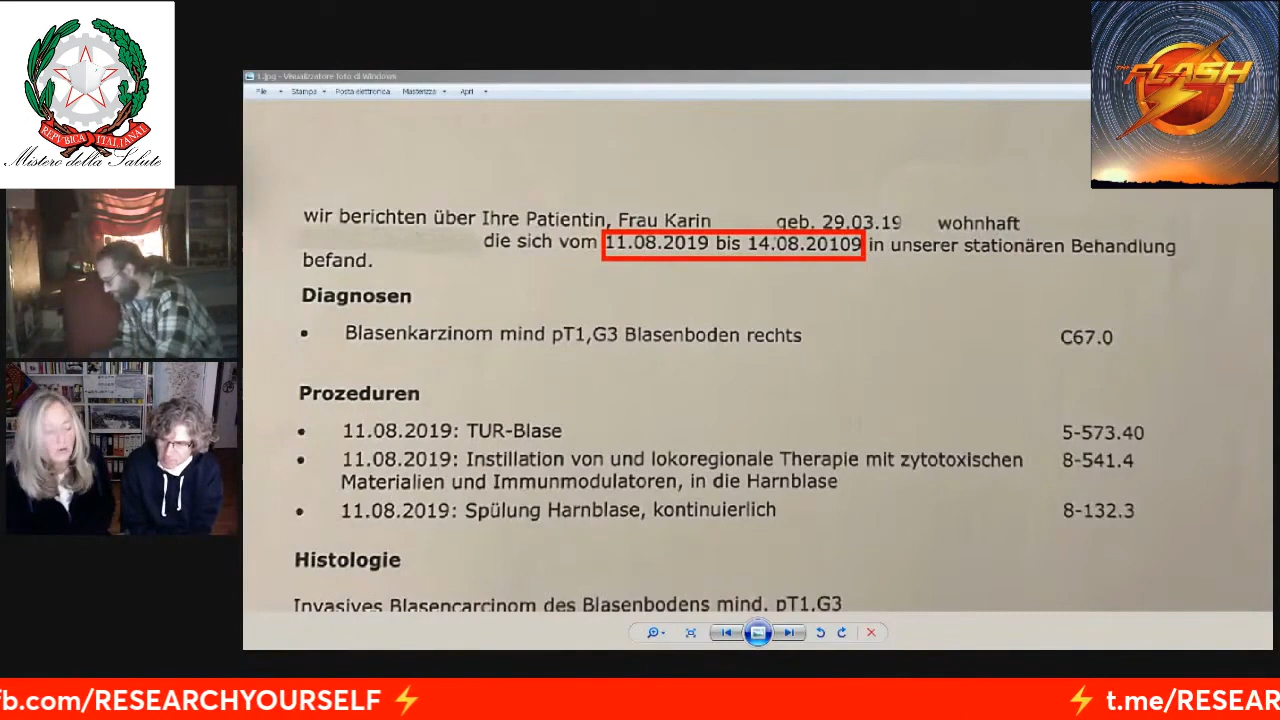 REPVBBLICA ITALIANA
Mistero della Salute
THE FLASH
1.jpg - Visualizzatore foto di Windows
File Stampa Posta elettronica Masterizza Apri
wir berichten über Ihre Patientin, Frau Karin geb. 29.03.19 wohnhaft
die sich vom 11.08.2019 bis 14.08.20109 in unserer stationären Behandlung
befand.
Diagnosen
• Blasenkarzinom mind pT1,G3 Blasenboden rechts C67.0
Prozeduren
• 11.08.2019: TUR-Blase 5-573.40
• 11.08.2019: Instillation von und lokoregionale Therapie mit zytotoxischen 8-541.4
Materialien und Immunmodulatoren, in die Harnblase
• 11.08.2019: Spülung Harnblase, kontinuierlich 8-132.3
Histologie
Invasives Blasencarcinom des Blasenbodens mind. pT1,G3
fb.com/RESEARCHYOURSELF ⚡ ⚡ t.me/RESEAR